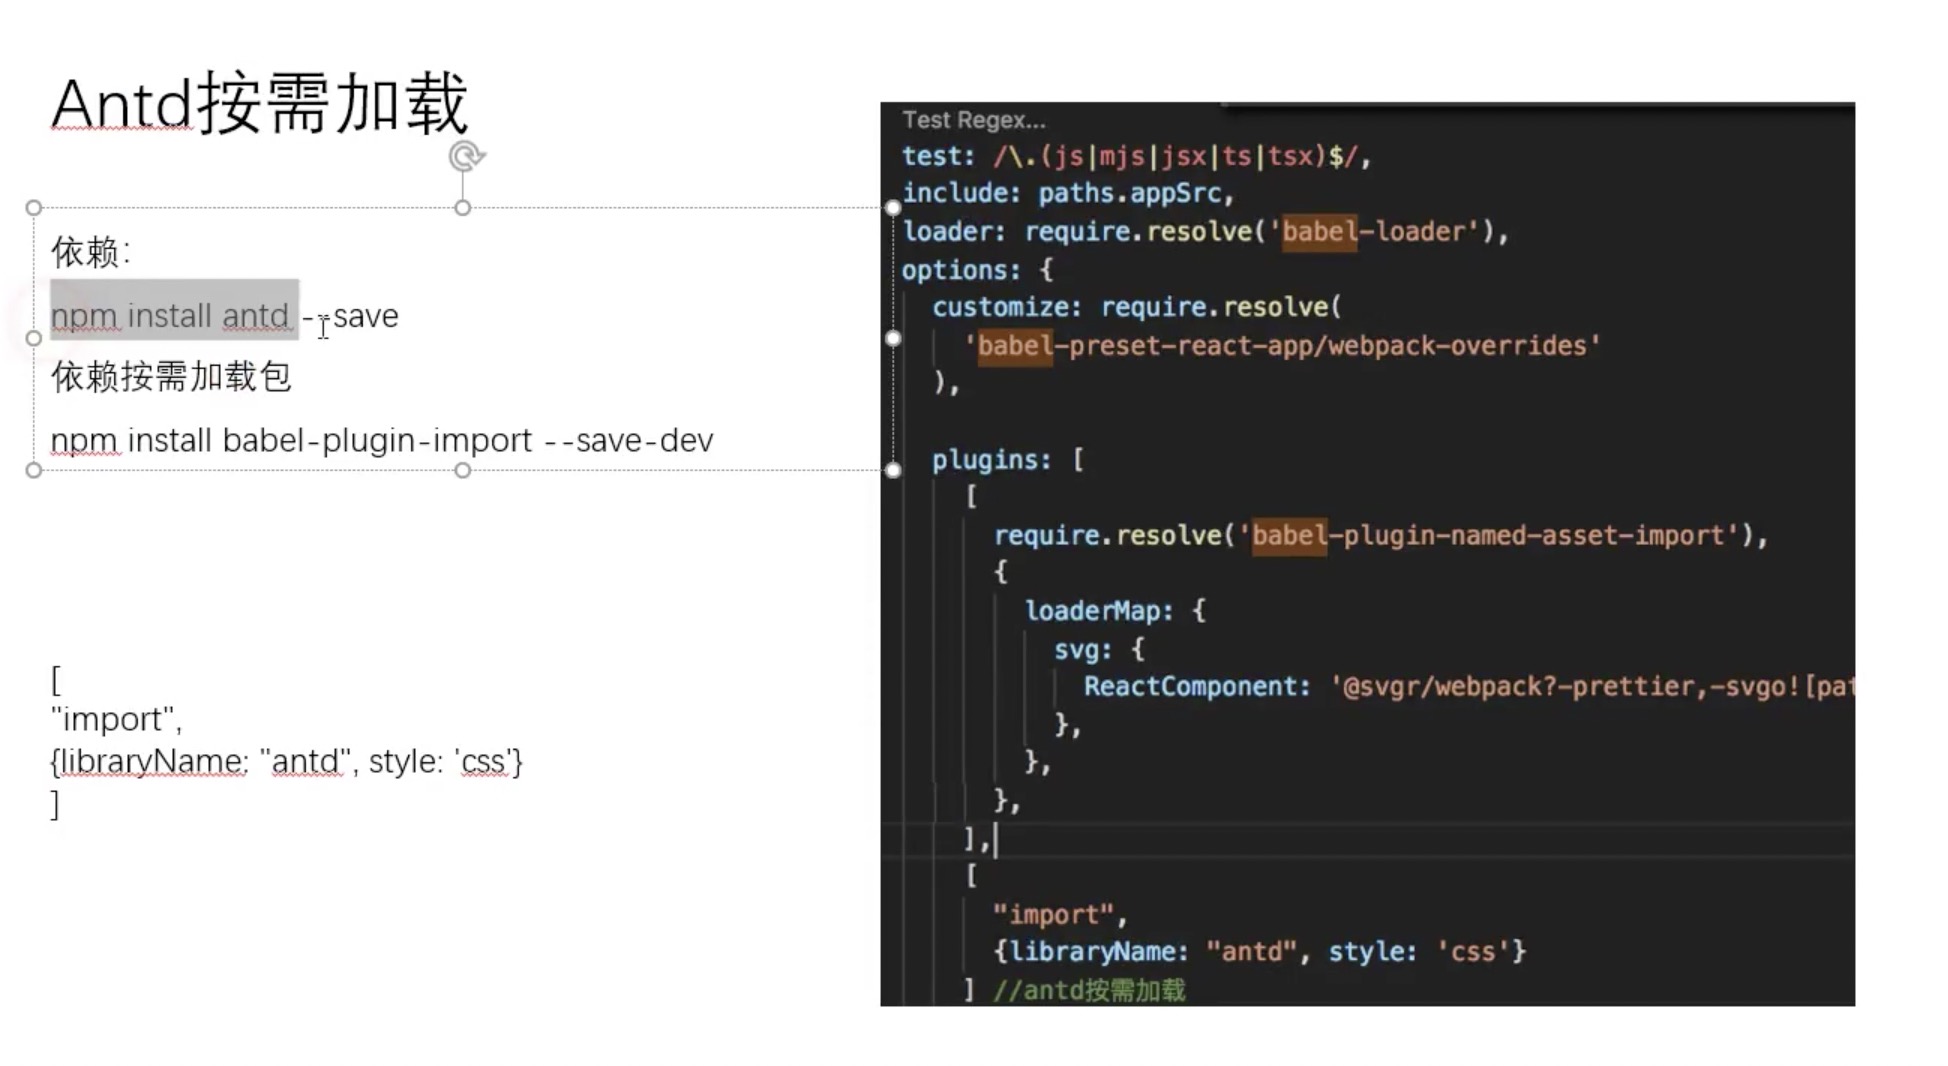 Antd按需加载
依赖：
npm install antd --save
依赖按需加载包
npm install babel-plugin-import --save-dev
[
"import",
{libraryName: "antd", style: 'css'}
]
Test Regex...
test: /\.(js|mjs|jsx|ts|tsx)$/,
include: paths.appSrc,
loader: require.resolve('babel-loader'),
options: {
customize: require.resolve(
'babel-preset-react-app/webpack-overrides'
),
plugins: [
[
require.resolve('babel-plugin-named-asset-import'),
{
loaderMap: {
svg: {
ReactComponent: '@svgr/webpack?-prettier,-svgo![pat
},
},
},
],
[
"import",
{libraryName: "antd", style: 'css'}
] //antd按需加载